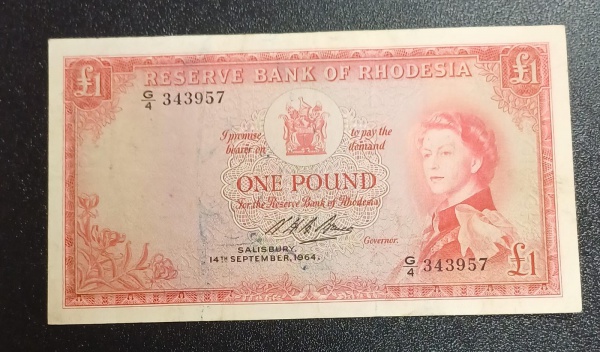 £1 RESERVE BANK OF RHODESIA £1
G/4 343957
I promise to pay the
bearer on demand
ONE POUND
for the Reserve Bank of Rhodesia
Governor.
SALISBURY,
14TH SEPTEMBER, 1964.
G/4 343957 £1